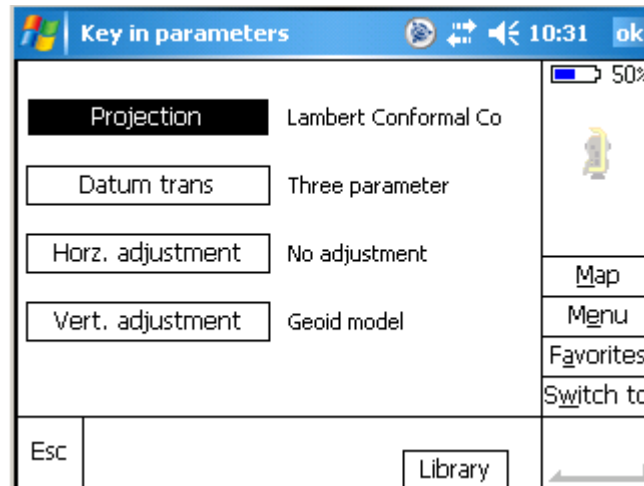 Key in parameters 10:31 ok
50%
Projection Lambert Conformal Co
Datum trans Three parameter
Horz. adjustment No adjustment
Vert. adjustment Geoid model
Map
Menu
Favorites
Switch to
Esc
Library